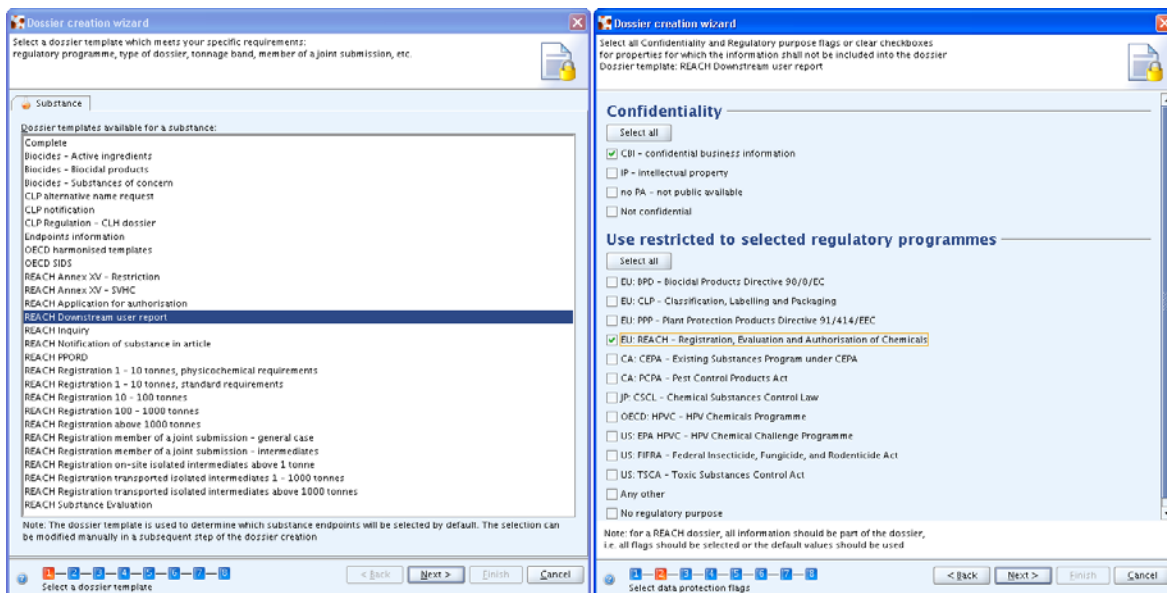 Dossier creation wizard
Select a dossier template which meets your specific requirements:
regulatory programme, type of dossier, tonnage band, member of a joint submission, etc.
Substance
Dossier templates available for a substance:
Complete
Biocides - Active ingredients
Biocides - Biocidal products
Biocides - Substances of concern
CLP alternative name request
CLP notification
CLP Regulation - CLH dossier
Endpoints information
OECD harmonised templates
OECD SIDS
REACH Annex XV - Restriction
REACH Annex XV - SVHC
REACH Application for authorisation
REACH Downstream user report
REACH Inquiry
REACH Notification of substance in article
REACH PPORD
REACH Registration 1 - 10 tonnes, physicochemical requirements
REACH Registration 1 - 10 tonnes, standard requirements
REACH Registration 10 - 100 tonnes
REACH Registration 100 - 1000 tonnes
REACH Registration above 1000 tonnes
REACH Registration member of a joint submission - general case
REACH Registration member of a joint submission - intermediates
REACH Registration on-site isolated intermediates above 1 tonne
REACH Registration transported isolated intermediates 1 - 1000 tonnes
REACH Registration transported isolated intermediates above 1000 tonnes
REACH Substance Evaluation
Note: The dossier template is used to determine which substance endpoints will be selected by default. The selection can
be modified manually in a subsequent step of the dossier creation
1 2 3 4 5 6 7 8
Select a dossier template
< Back Next > Finish Cancel
Dossier creation wizard
Select all Confidentiality and Regulatory purpose flags or clear checkboxes
for properties for which the information shall not be included into the dossier
Dossier template: REACH Downstream user report
Confidentiality
Select all
CBI - confidential business information
IP - intellectual property
no PA - not public available
Not confidential
Use restricted to selected regulatory programmes
Select all
EU: BPD - Biocidal Products Directive 98/8/EC
EU: CLP - Classification, Labelling and Packaging
EU: PPP - Plant Protection Products Directive 91/414/EEC
EU: REACH - Registration, Evaluation and Authorisation of Chemicals
CA: CEPA - Existing Substances Program under CEPA
CA: PCPA - Pest Control Products Act
JP: CSCL - Chemical Substances Control Law
OECD: HPVC - HPV Chemicals Programme
US: EPA HPVC - HPV Chemical Challenge Programme
US: FIFRA - Federal Insecticide, Fungicide, and Rodenticide Act
US: TSCA - Toxic Substances Control Act
Any other
No regulatory purpose
Note: for a REACH dossier, all information should be part of the dossier,
i.e. all flags should be selected or the default values should be used
1 2 3 4 5 6 7 8
Select data protection flags
< Back Next > Finish Cancel